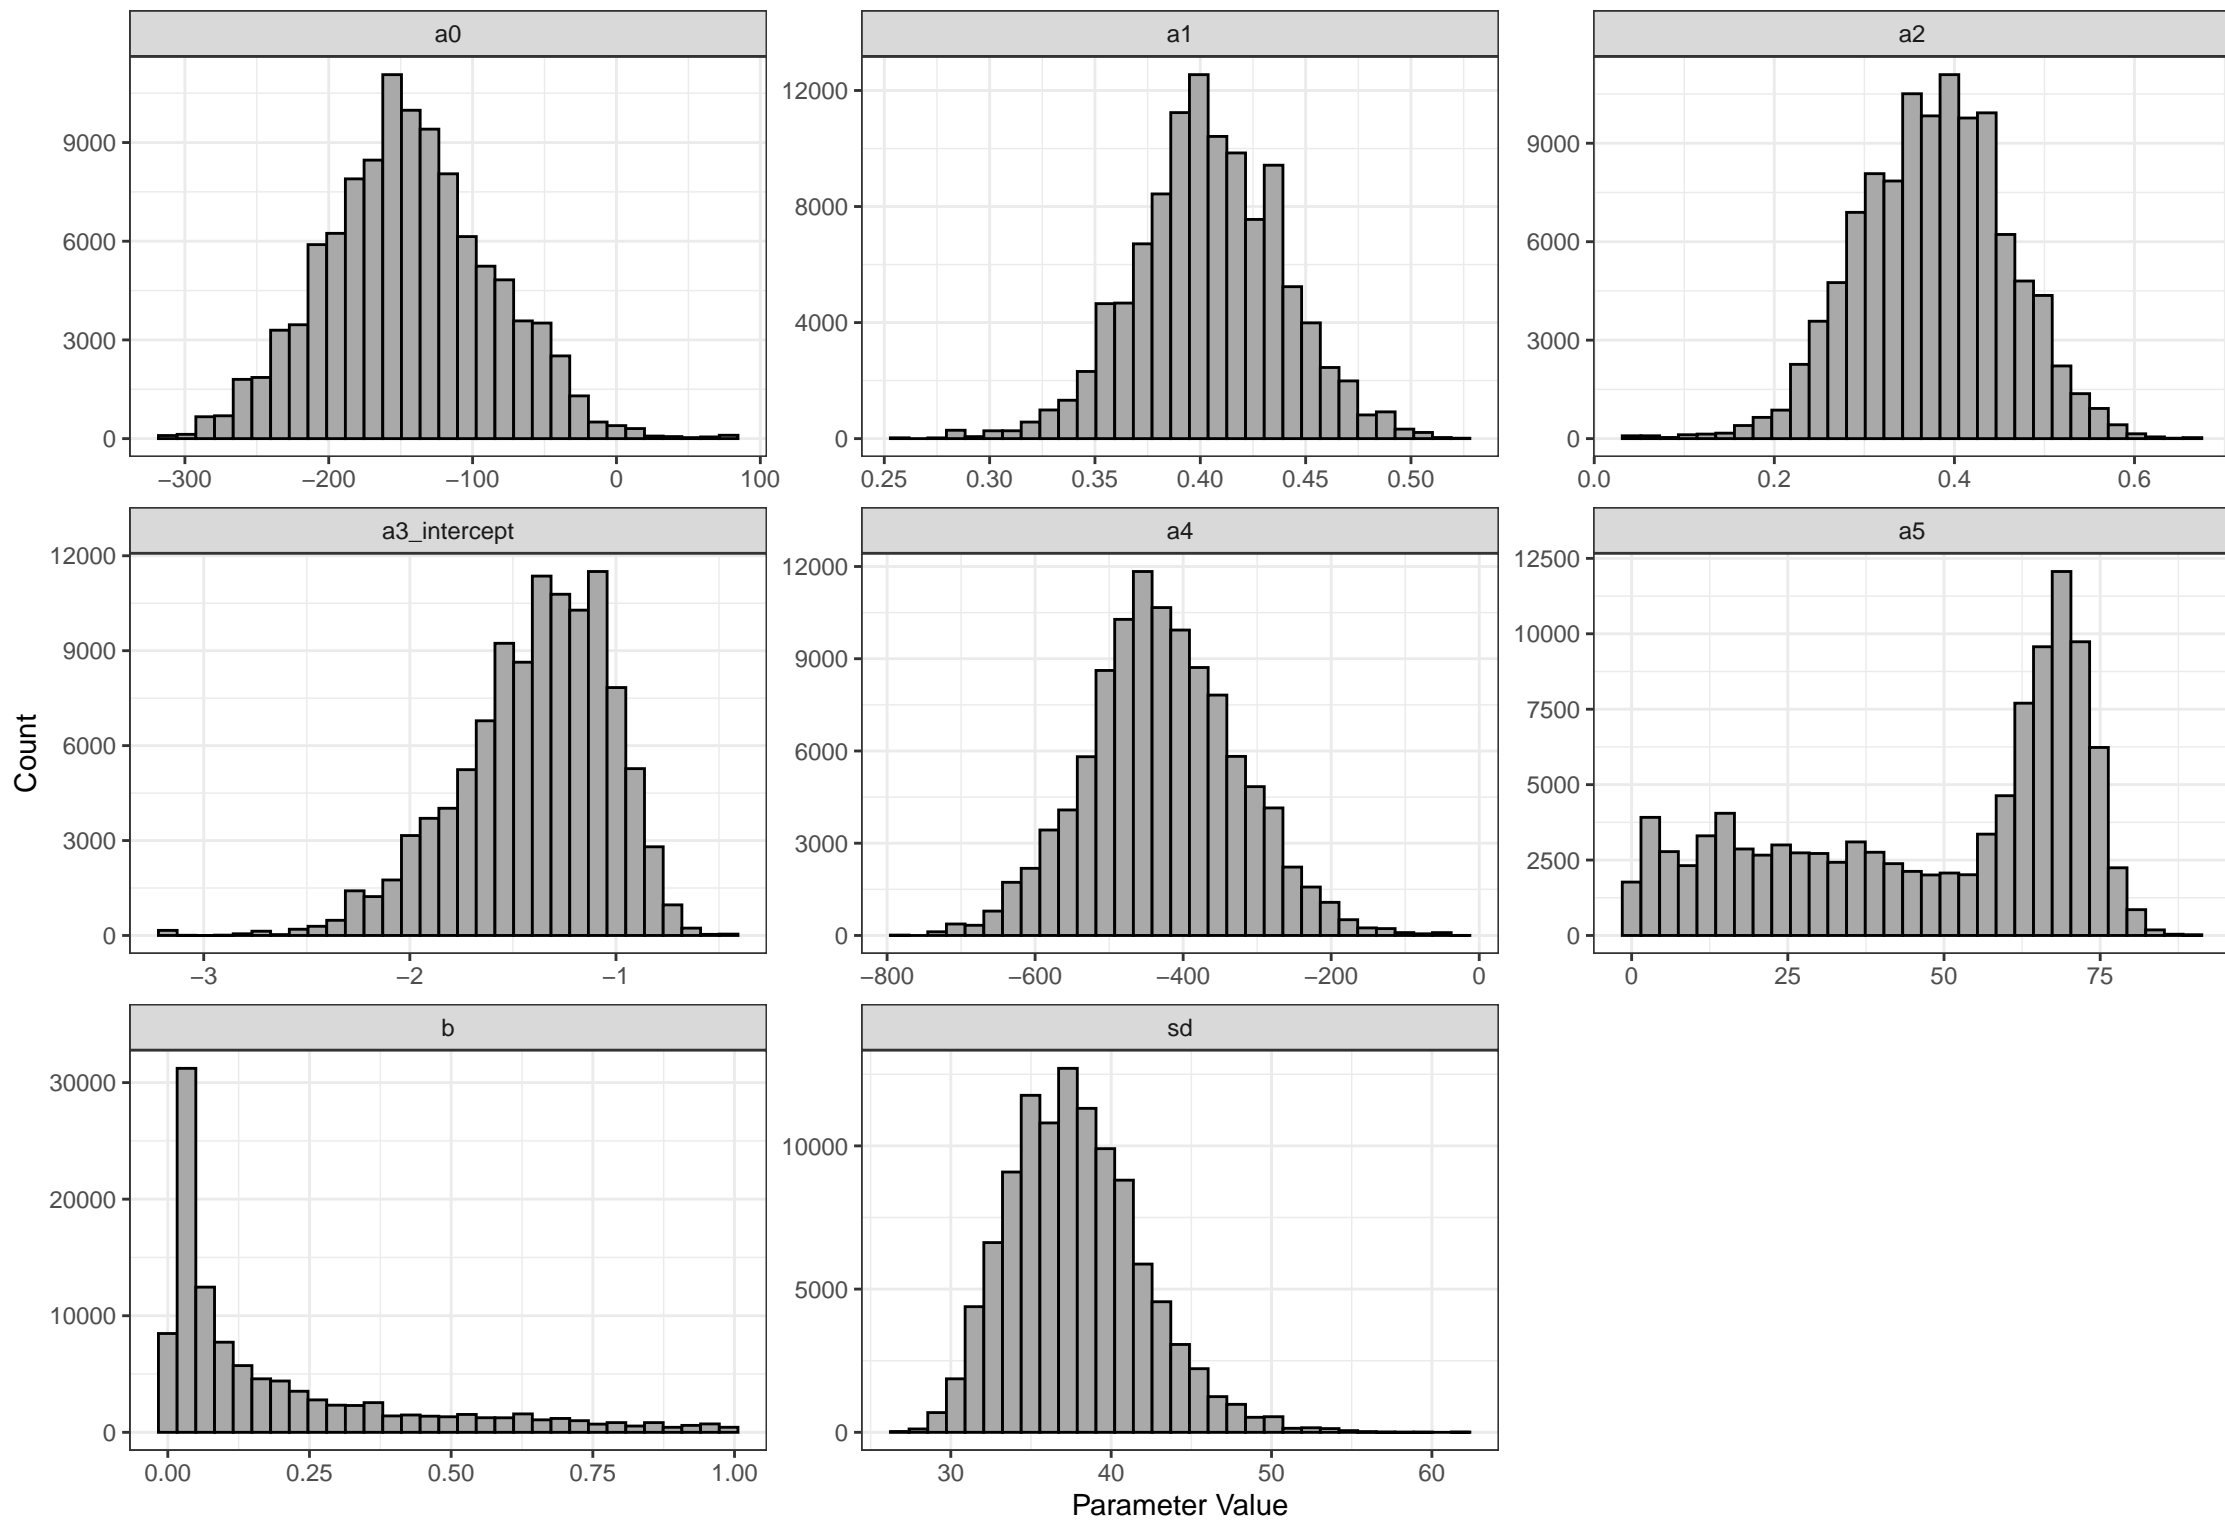 a0
a1
a2
9000
6000
3000
0
−300 −200 −100 0 100
12000
8000
4000
0
0.25 0.30 0.35 0.40 0.45 0.50
9000
6000
3000
0
0.0 0.2 0.4 0.6
a3_intercept
a4
a5
12000
9000
6000
3000
0
−3 −2 −1
12000
9000
6000
3000
0
−800 −600 −400 −200 0
12500
10000
7500
5000
2500
0
0 25 50 75
Count
b
sd
30000
20000
10000
0
0.00 0.25 0.50 0.75 1.00
10000
5000
0
30 40 50 60
Parameter Value